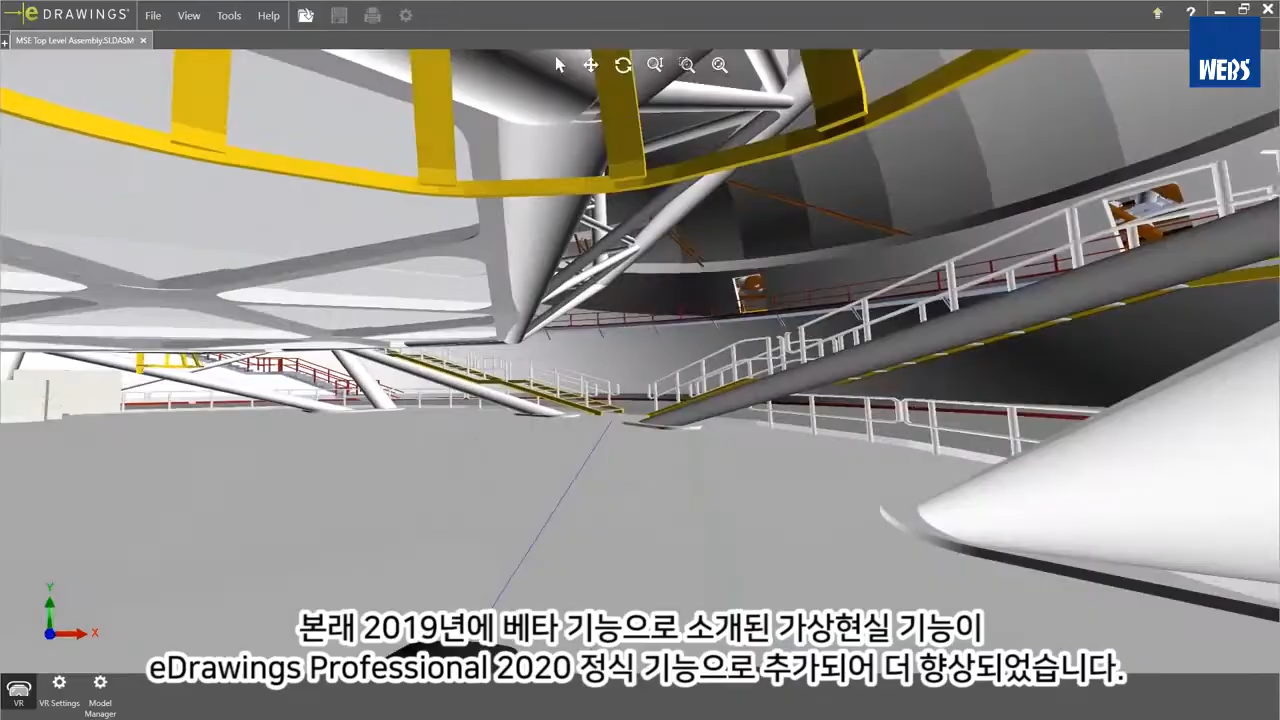 eDRAWINGS®
File View Tools Help
?
MSE Top Level Assembly.SLDASM
WEBS
Y
X
본래 2019년에 베타 기능으로 소개된 가상현실 기능이
eDrawings Professional 2020 정식 기능으로 추가되어 더 향상되었습니다.
VR VR Settings Model Manager